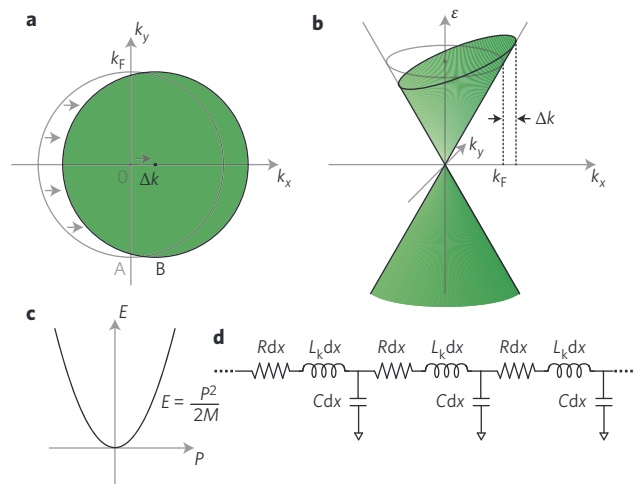 a
k_y
k_F
0
Δk
k_x
A
B
b
ε
Δk
k_y
k_F
k_x
c
E
E = P²/2M
P
d
Rdx L_kdx Rdx L_kdx Rdx L_kdx
Cdx Cdx Cdx